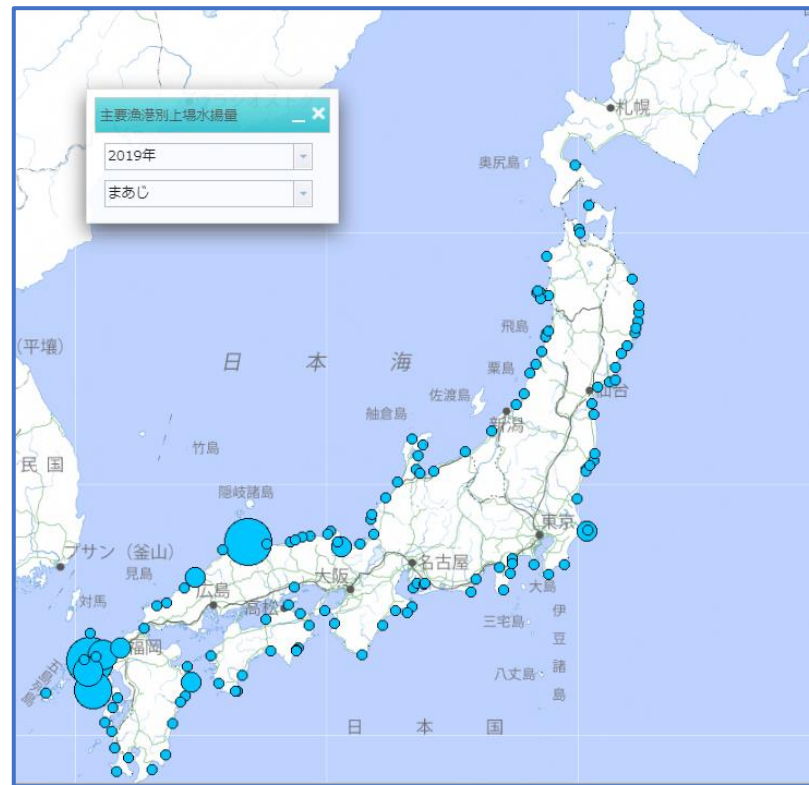 札幌
主要漁港別上場水揚量
2019年
まあじ
奥尻島
飛島
(平壌)
日本海
粟島
佐渡島
仙台
舳倉島
新潟
竹島
民国
隠岐諸島
東京
プサン(釜山)
名古屋
見島
大阪
広島
大島
対馬
高松
伊豆諸島
三宅島
福岡
八丈島
五島列島
日本国